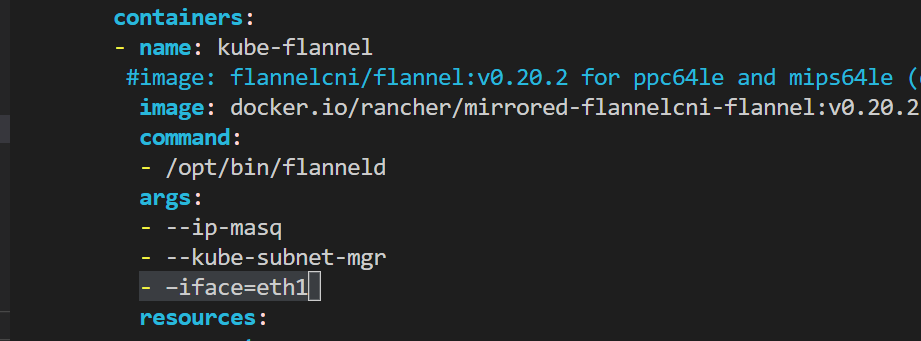 containers:
- name: kube-flannel
#image: flannelcni/flannel:v0.20.2 for ppc64le and mips64le (
image: docker.io/rancher/mirrored-flannelcni-flannel:v0.20.2
command:
- /opt/bin/flanneld
args:
- --ip-masq
- --kube-subnet-mgr
- –iface=eth1
resources: